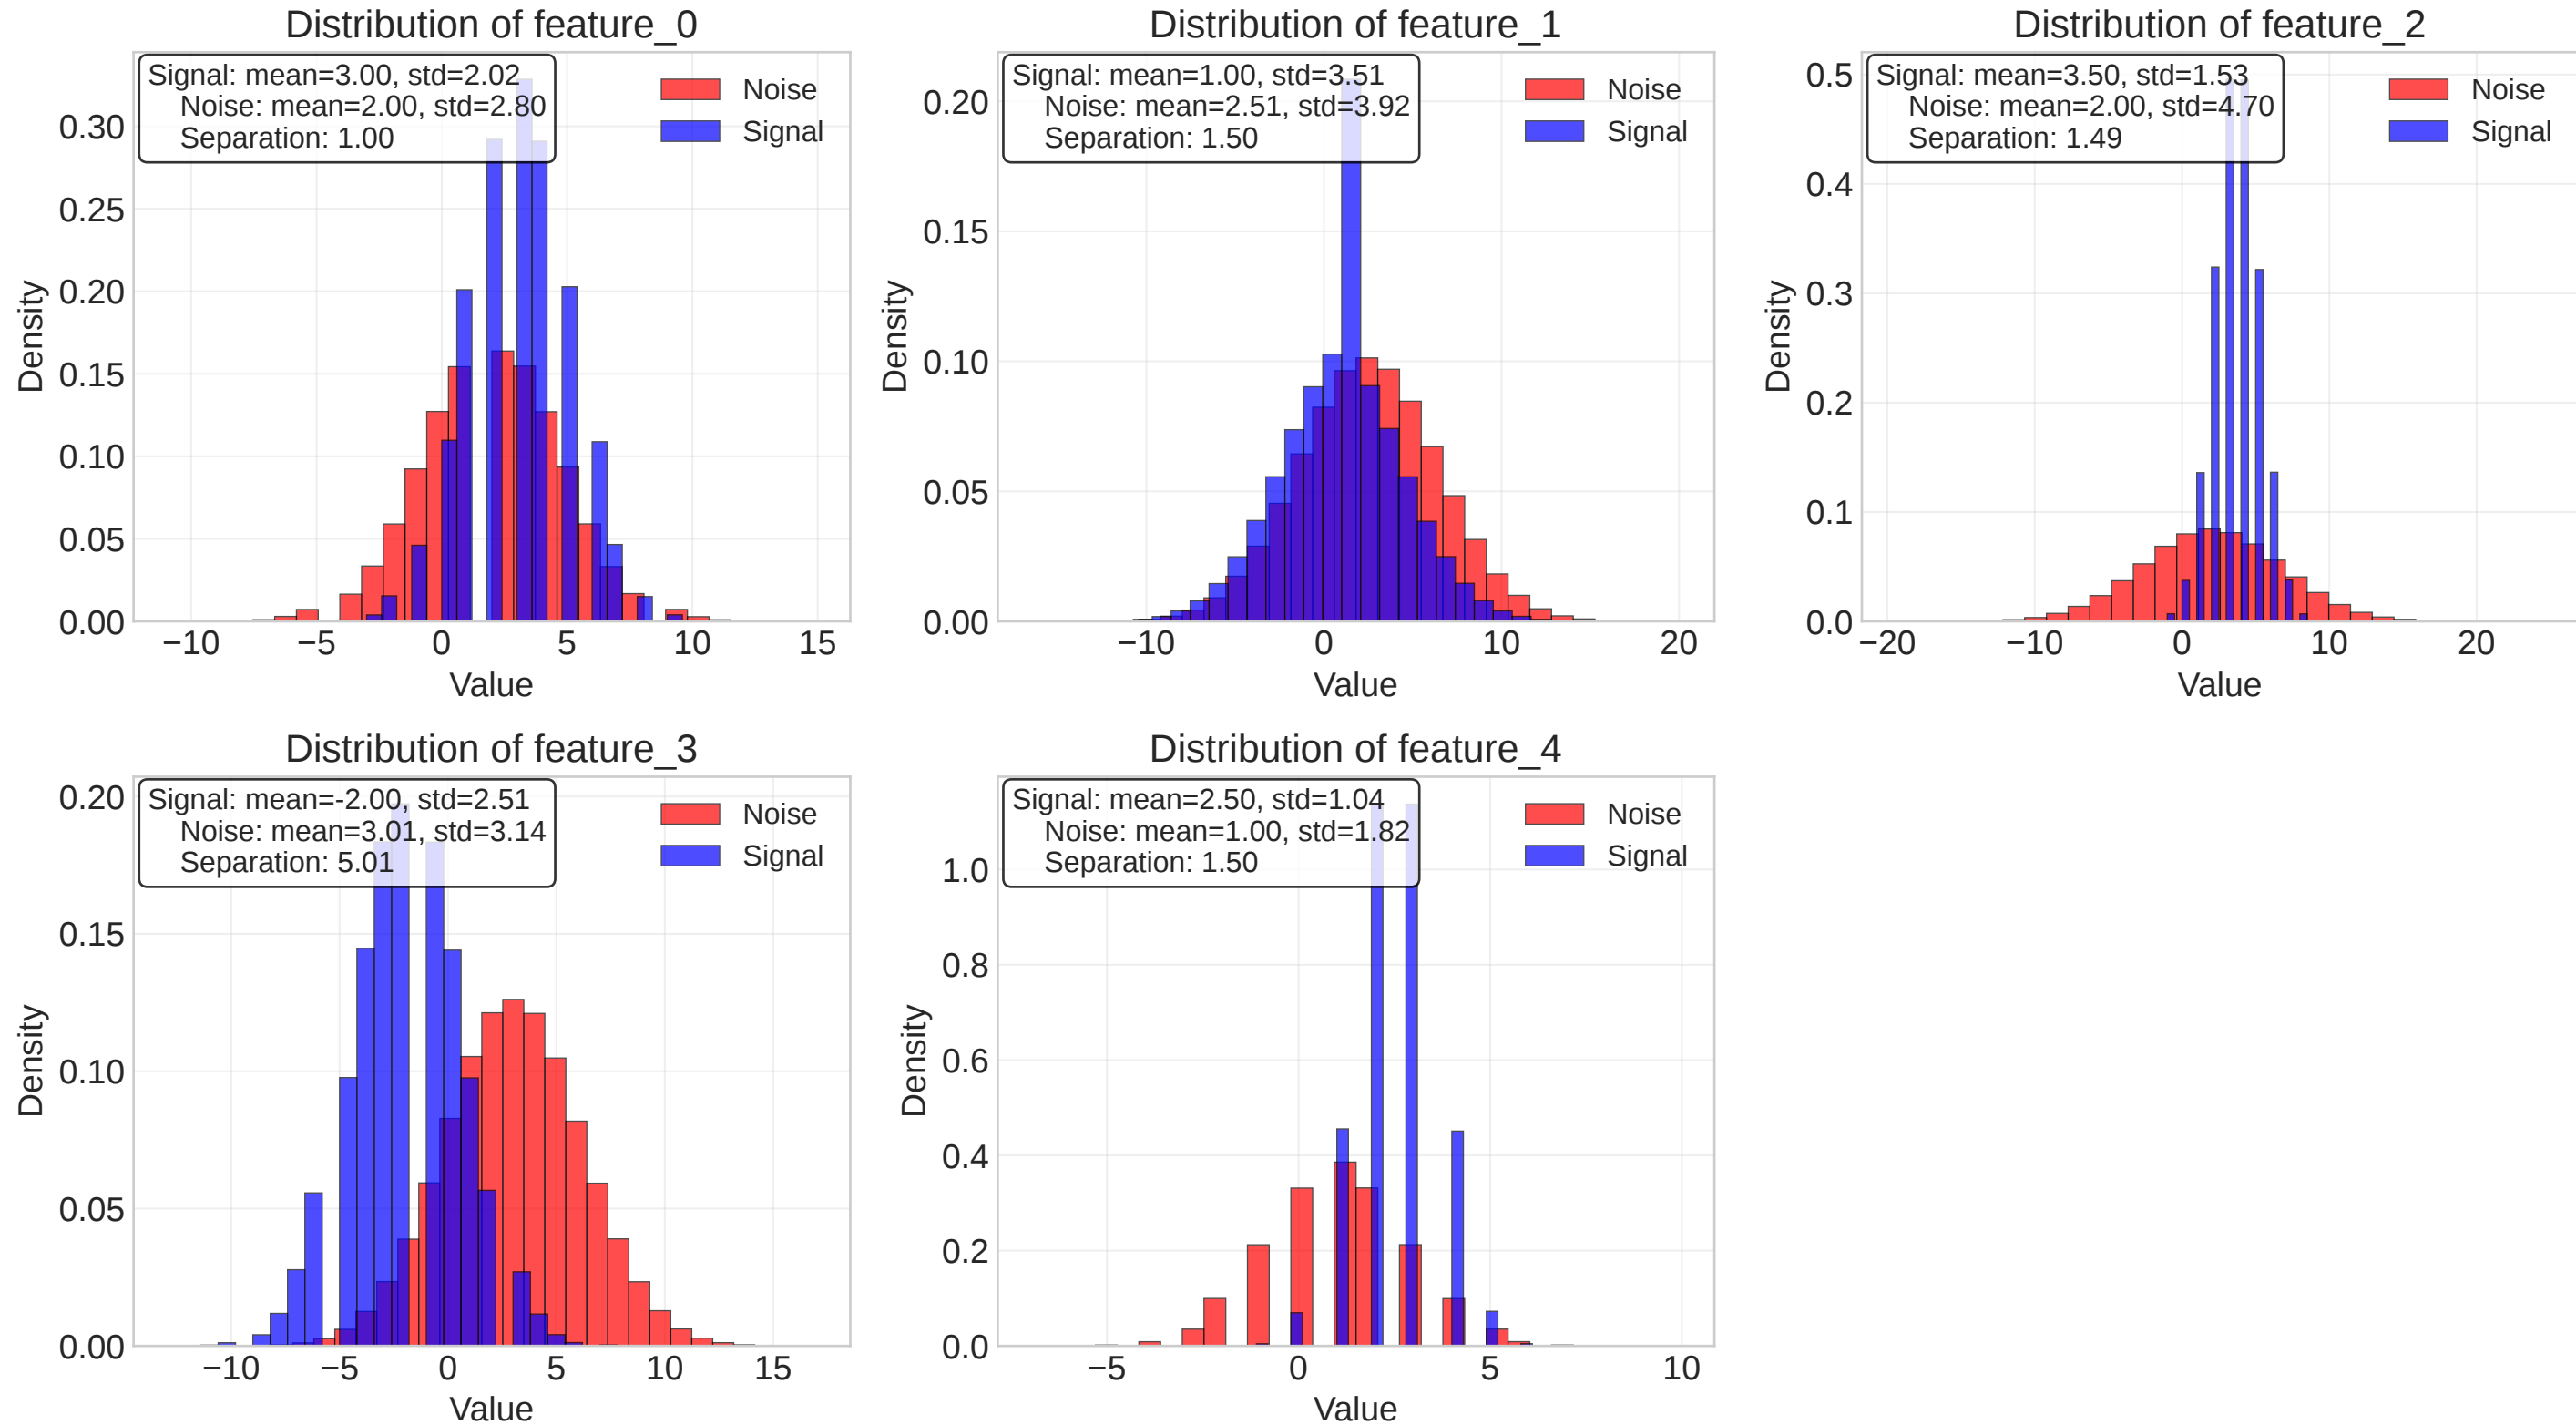 Distribution of feature_0
Signal: mean=3.00, std=2.02
Noise: mean=2.00, std=2.80
Separation: 1.00
Noise
Signal
0.30
0.25
0.20
0.15
0.10
0.05
0.00
Density
−10 −5 0 5 10 15
Value
Distribution of feature_1
Signal: mean=1.00, std=3.51
Noise: mean=2.51, std=3.92
Separation: 1.50
Noise
Signal
0.20
0.15
0.10
0.05
0.00
Density
−10 0 10 20
Value
Distribution of feature_2
Signal: mean=3.50, std=1.53
Noise: mean=2.00, std=4.70
Separation: 1.49
Noise
Signal
0.5
0.4
0.3
0.2
0.1
0.0
Density
−20 −10 0 10 20
Value
Distribution of feature_3
Signal: mean=-2.00, std=2.51
Noise: mean=3.01, std=3.14
Separation: 5.01
Noise
Signal
0.20
0.15
0.10
0.05
0.00
Density
−10 −5 0 5 10 15
Value
Distribution of feature_4
Signal: mean=2.50, std=1.04
Noise: mean=1.00, std=1.82
Separation: 1.50
Noise
Signal
1.0
0.8
0.6
0.4
0.2
0.0
Density
−5 0 5 10
Value